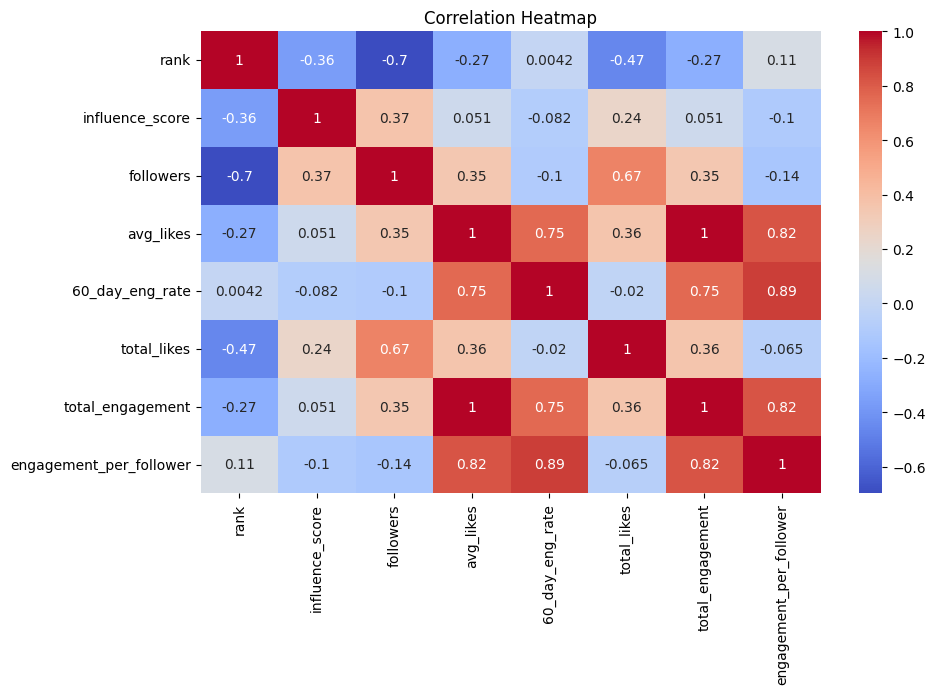 Correlation Heatmap
rank 1 -0.36 -0.7 -0.27 0.0042 -0.47 -0.27 0.11
influence_score -0.36 1 0.37 0.051 -0.082 0.24 0.051 -0.1
followers -0.7 0.37 1 0.35 -0.1 0.67 0.35 -0.14
avg_likes -0.27 0.051 0.35 1 0.75 0.36 1 0.82
60_day_eng_rate 0.0042 -0.082 -0.1 0.75 1 -0.02 0.75 0.89
total_likes -0.47 0.24 0.67 0.36 -0.02 1 0.36 -0.065
total_engagement -0.27 0.051 0.35 1 0.75 0.36 1 0.82
engagement_per_follower 0.11 -0.1 -0.14 0.82 0.89 -0.065 0.82 1
rank
influence_score
followers
avg_likes
60_day_eng_rate
total_likes
total_engagement
engagement_per_follower
1.0
0.8
0.6
0.4
0.2
0.0
−0.2
−0.4
−0.6